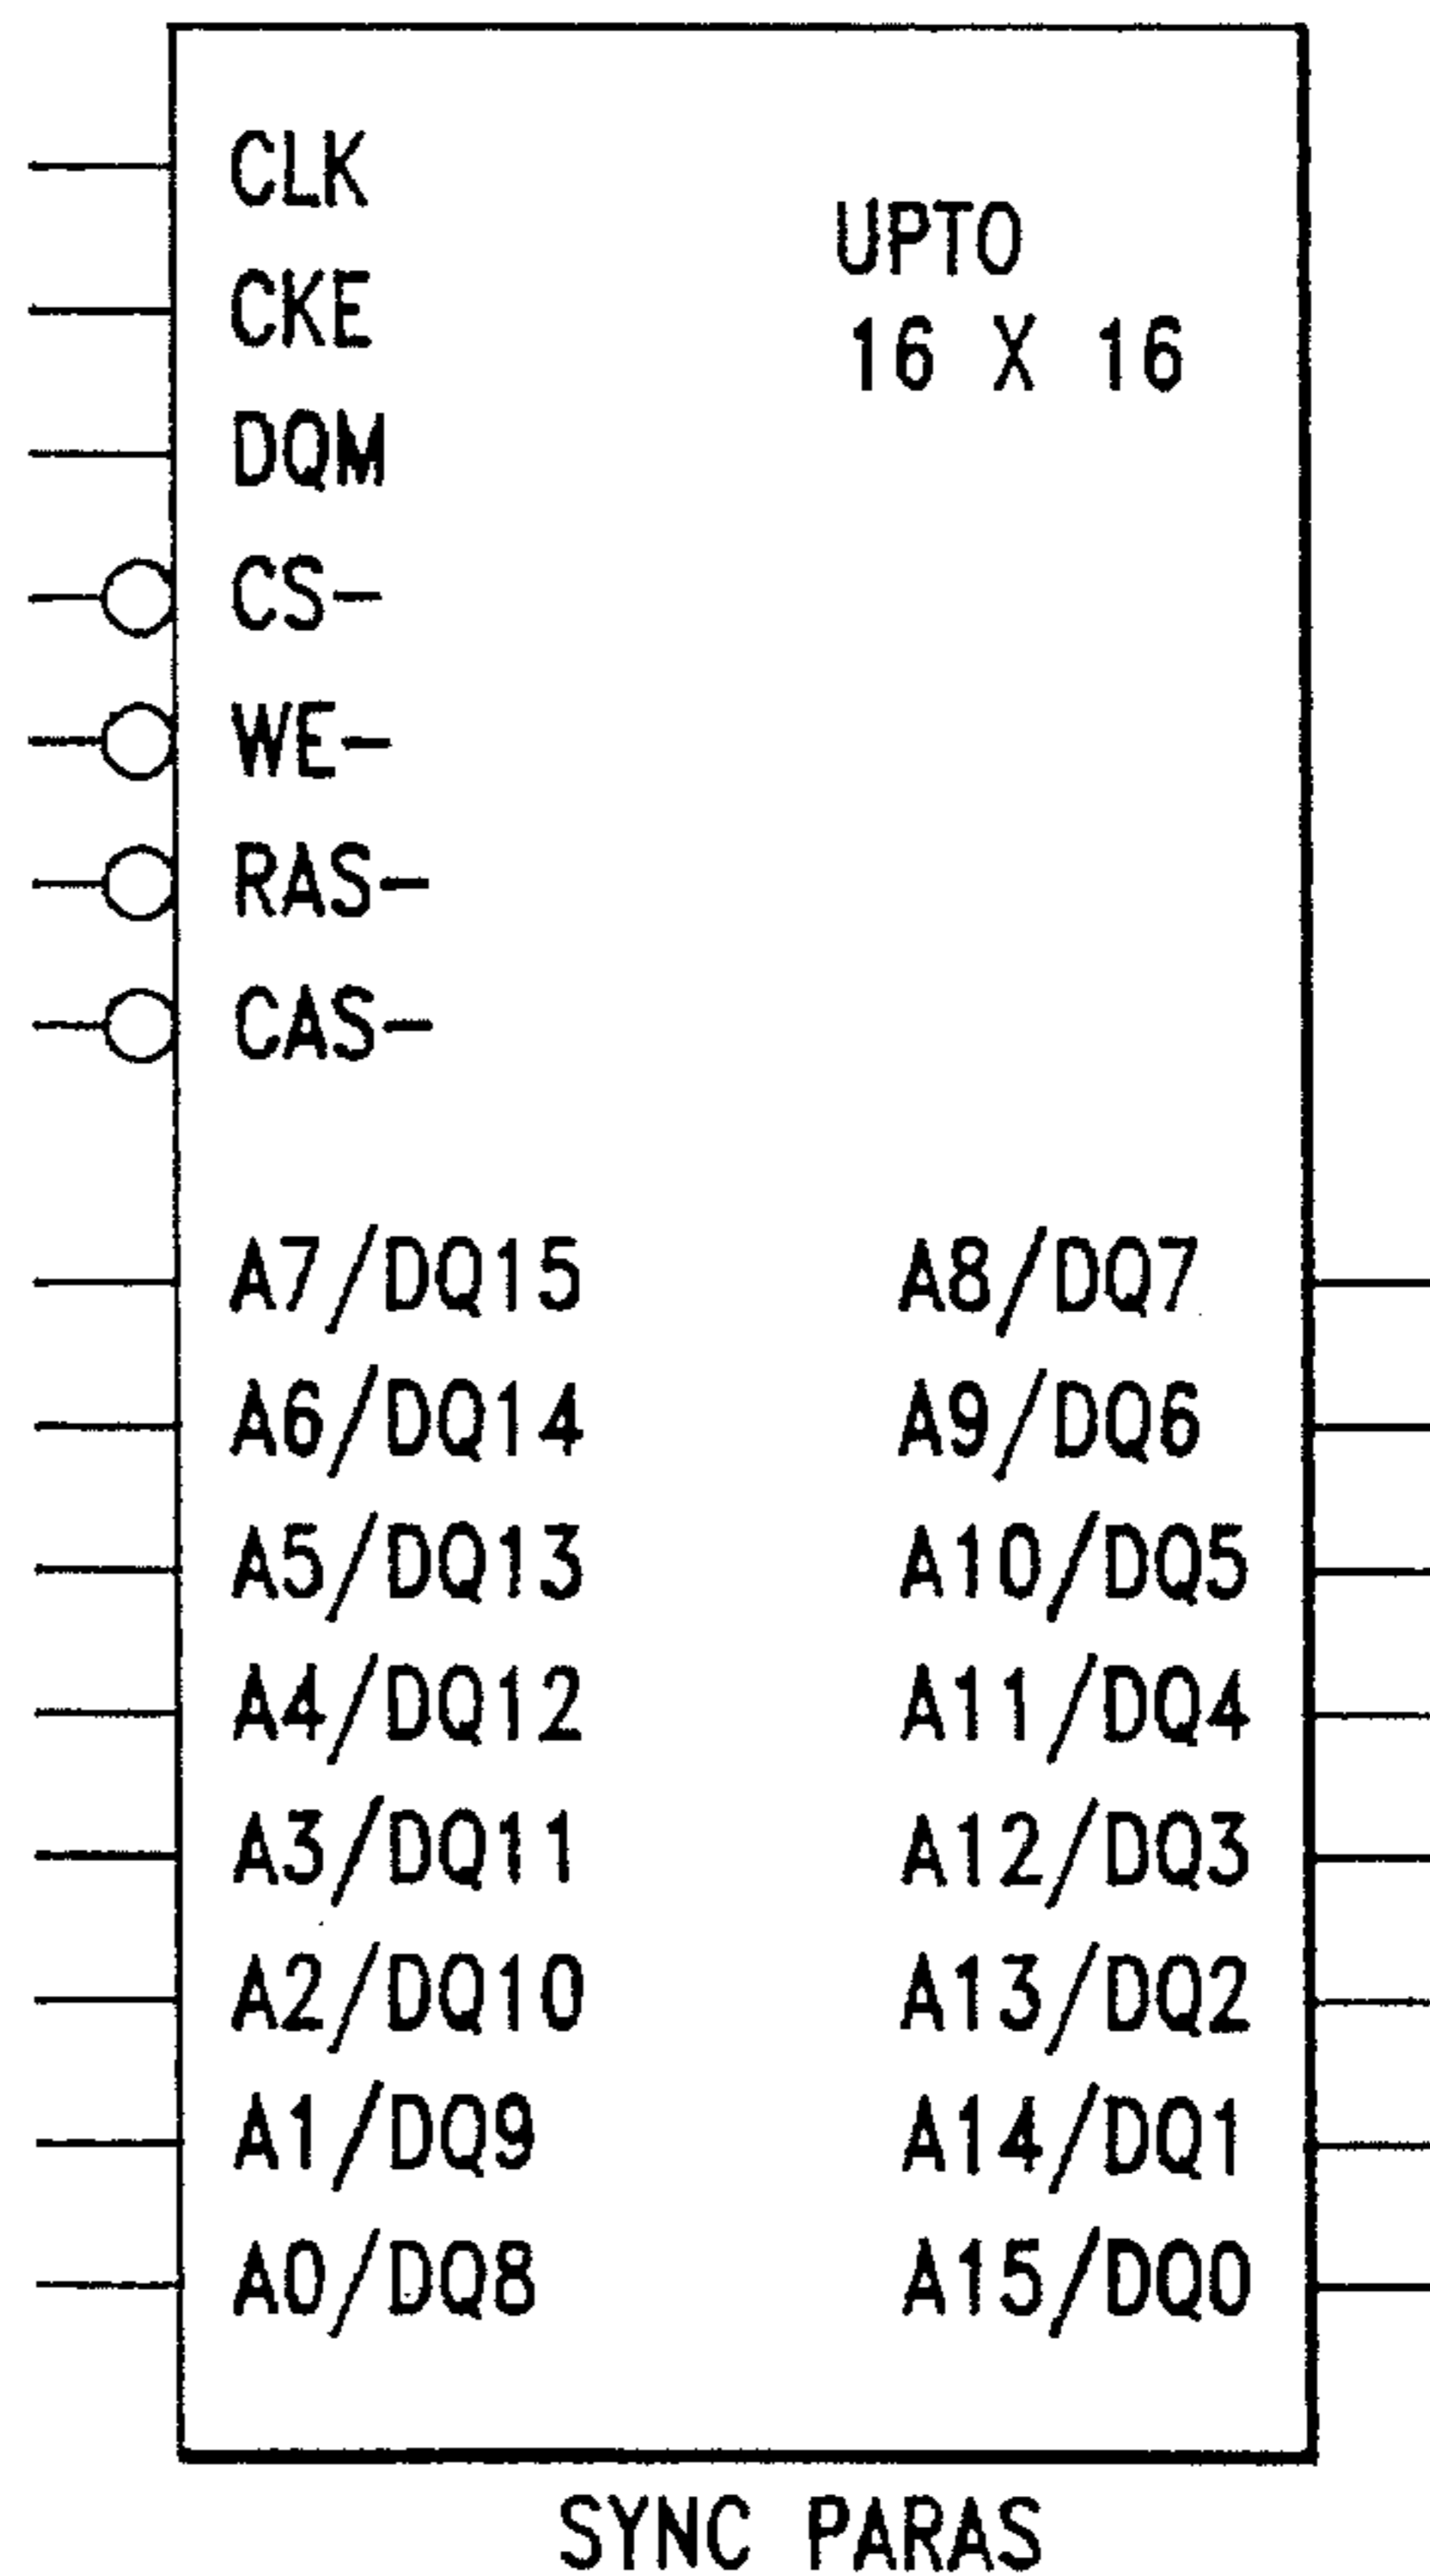 CLK
UPTO
CKE
16 X 16
DQM
CS-
WE-
RAS-
CAS-
A7/DQ15
A8/DQ7
A6/DQ14
A9/DQ6
A5/DQ13
A10/DQ5
A4/DQ12
A11/DQ4
A3/DQ11
A12/DQ3
A2/DQ10
A13/DQ2
A1/DQ9
A14/DQ1
A0/DQ8
A15/DQ0
SYNC PARAS